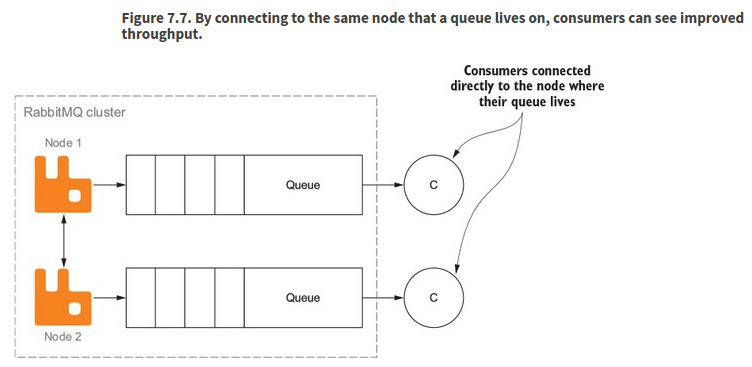 Figure 7.7. By connecting to the same node that a queue lives on, consumers can see improved
throughput.
Consumers connected
directly to the node where
their queue lives
RabbitMQ cluster
Node 1
Queue
C
Queue
C
Node 2